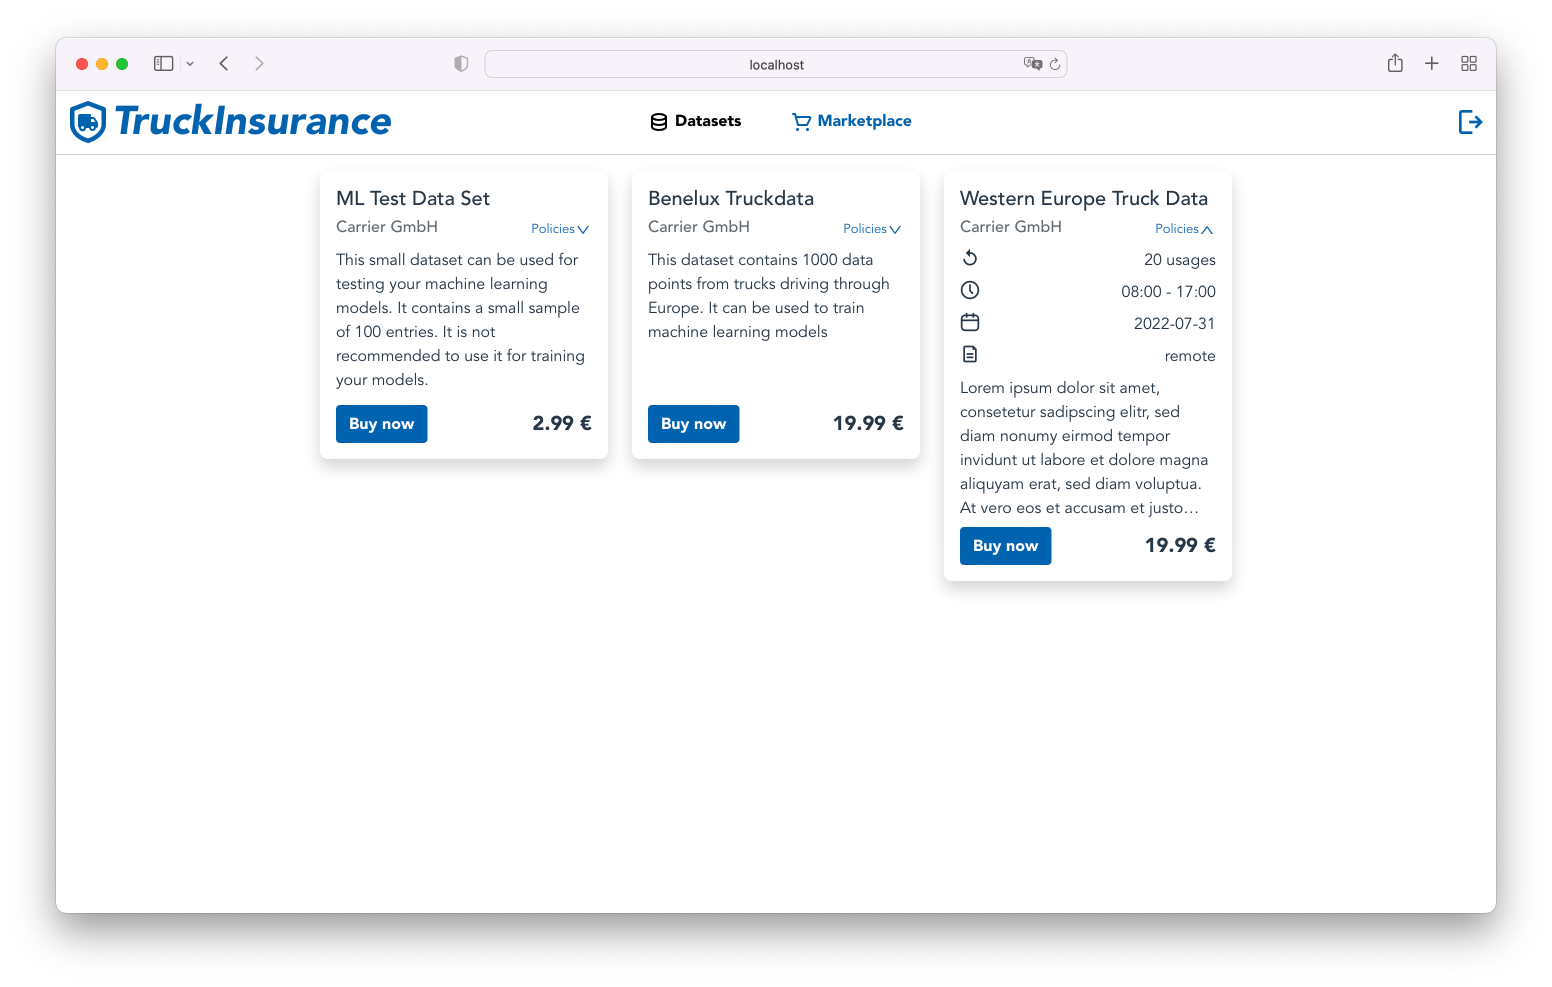 localhost
TruckInsurance
Datasets
Marketplace
ML Test Data Set
Carrier GmbH
Policies
This small dataset can be used for
testing your machine learning
models. It contains a small sample
of 100 entries. It is not
recommended to use it for training
your models.
Buy now
2.99 €
Benelux Truckdata
Carrier GmbH
Policies
This dataset contains 1000 data
points from trucks driving through
Europe. It can be used to train
machine learning models
Buy now
19.99 €
Western Europe Truck Data
Carrier GmbH
Policies
20 usages
08:00 - 17:00
2022-07-31
remote
Lorem ipsum dolor sit amet,
consetetur sadipscing elitr, sed
diam nonumy eirmod tempor
invidunt ut labore et dolore magna
aliquyam erat, sed diam voluptua.
At vero eos et accusam et justo…
Buy now
19.99 €